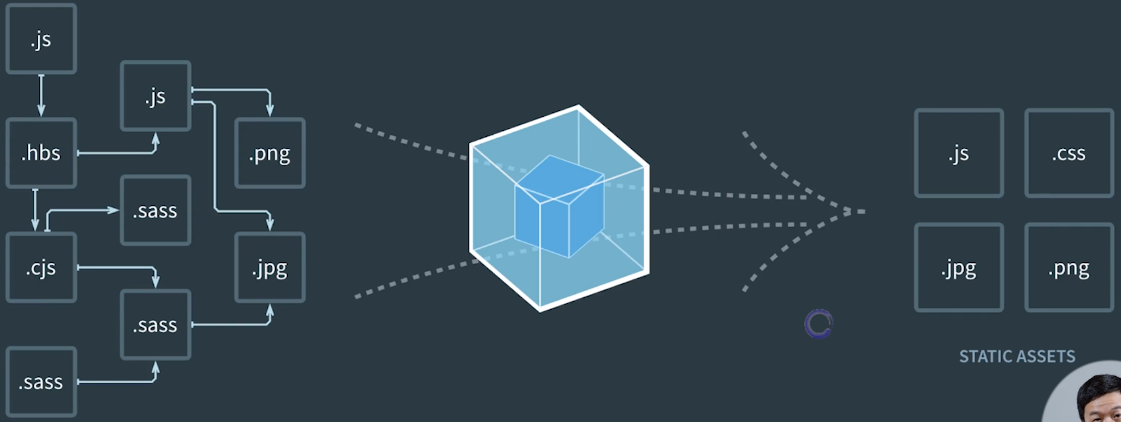 .js
.js
.hbs
.png
.sass
.cjs
.jpg
.sass
.sass
.js
.css
.jpg
.png
STATIC ASSETS